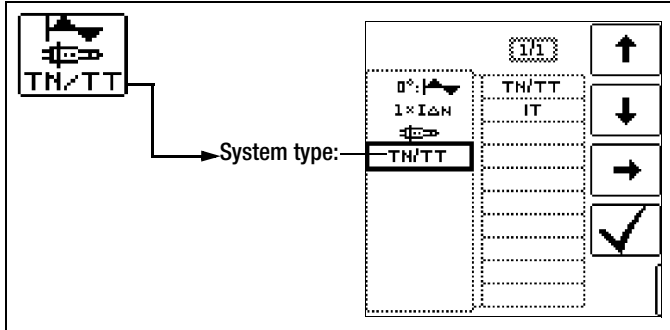 TN/TT
System type:
1/1
0°:
1×IΔN
TN/TT
TN/TT
IT